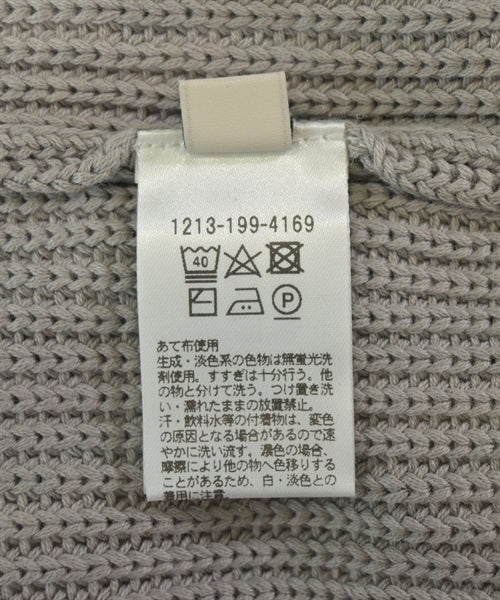 1213-199-4169
40
P
あて布使用
生成・淡色系の色物は無蛍光洗
剤使用。すすぎは十分行う。他
の物と分けて洗う。つけ置き洗
い・濡れたままの放置禁止。
汗・飲料水等の付着物は、変色
の原因となる場合があるので速
やかに洗い流す。濃色の場合、
摩擦により他の物へ色移りする
ことがあるため、白・淡色との
着用に注意。